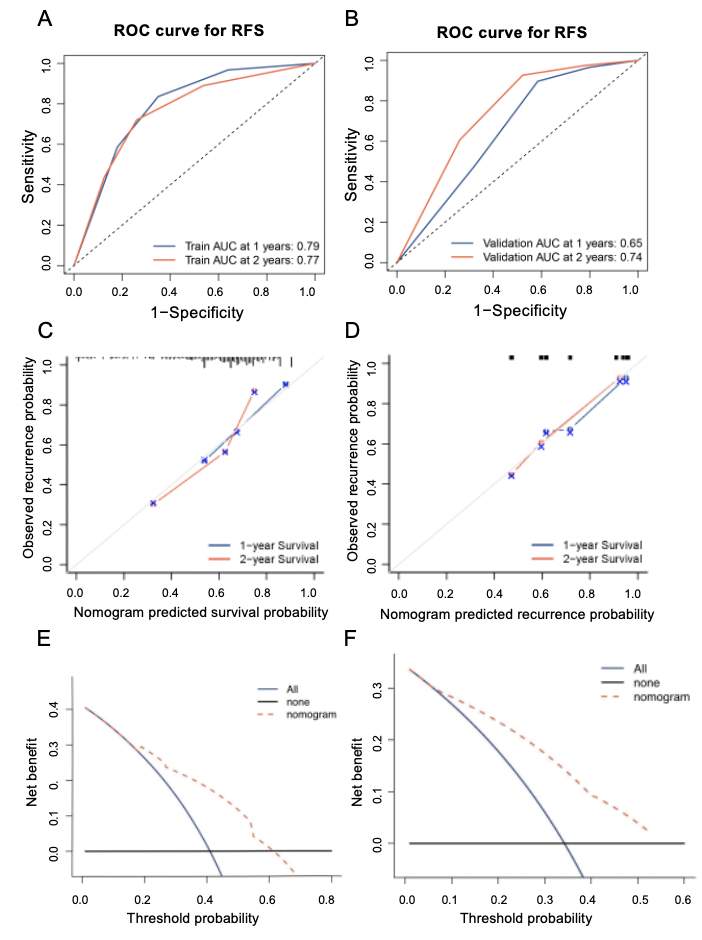 A
B
ROC curve for RFS
ROC curve for RFS
Sensitivity
1.0
0.8
0.6
0.4
0.2
0.0
Train AUC at 1 years: 0.79
Train AUC at 2 years: 0.77
0.0 0.2 0.4 0.6 0.8 1.0
1−Specificity
Sensitivity
1.0
0.8
0.6
0.4
0.2
0.0
Validation AUC at 1 years: 0.65
Validation AUC at 2 years: 0.74
0.0 0.2 0.4 0.6 0.8 1.0
1−Specificity
C
D
Observed recurrence probability
1.0
0.8
0.6
0.4
0.2
0.0
1−year Survival
2−year Survival
0.0 0.2 0.4 0.6 0.8 1.0
Nomogram predicted survival probability
Observed recurrence probability
1.0
0.8
0.6
0.4
0.2
0.0
1−year Survival
2−year Survival
0.0 0.2 0.4 0.6 0.8 1.0
Nomogram predicted recurrence probability
E
F
Net benefit
0.4
0.3
0.
0.1
0.0
All
none
nomogram
0.0 0.2 0.4 0.6 0.8
Threshold probability
Net benefit
0.3
0.2
0.1
0.0
All
none
nomogram
0.0 0.1 0.2 0.3 0.4 0.5 0.6
Threshold probability